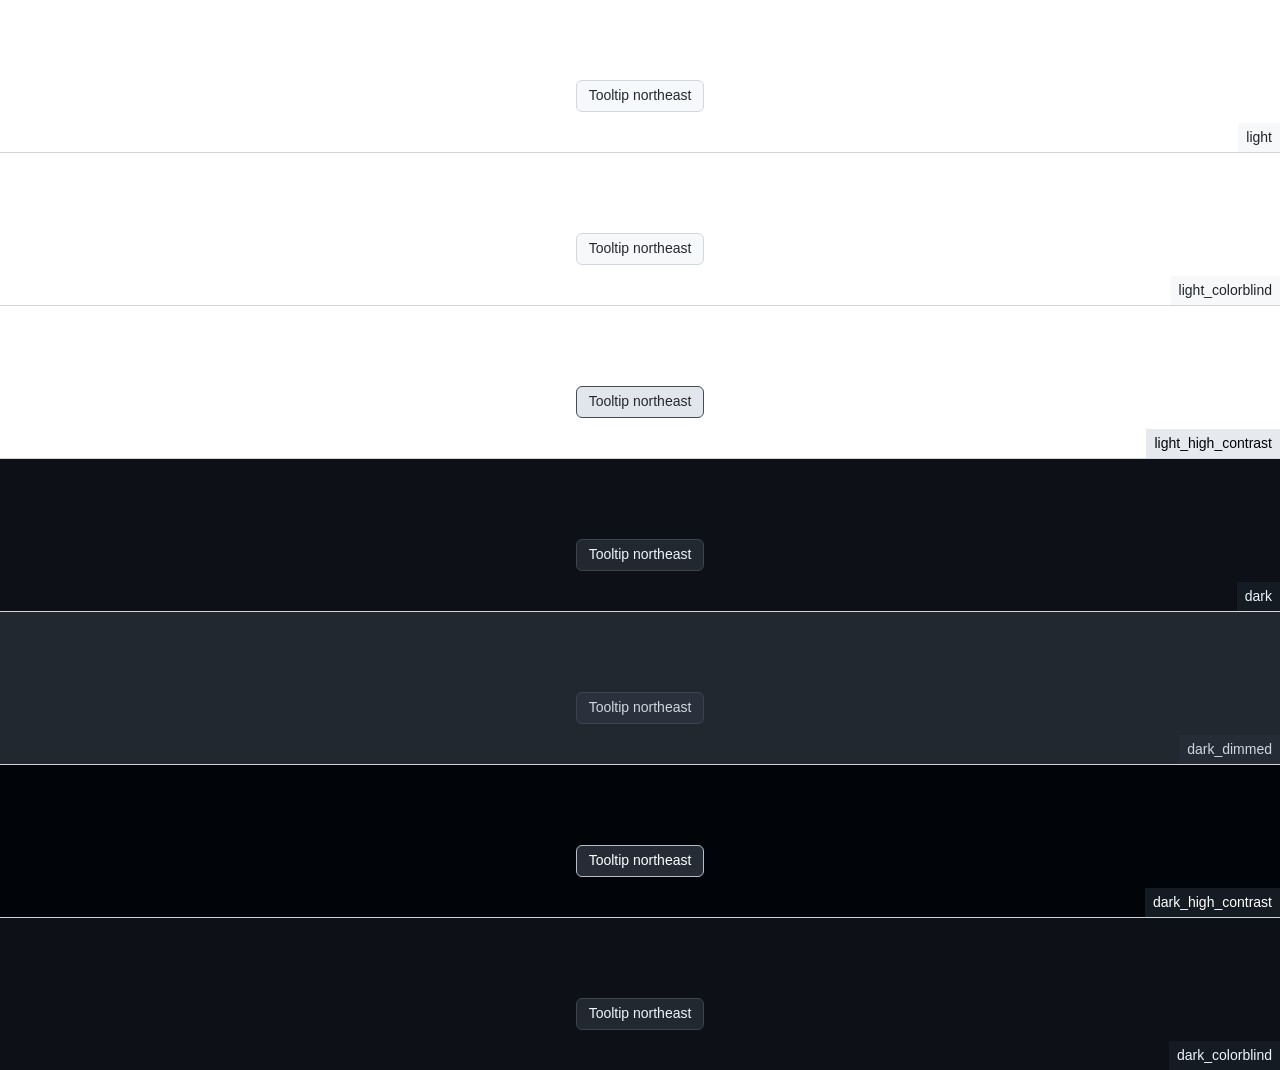 Tooltip northeast
light
Tooltip northeast
light_colorblind
Tooltip northeast
light_high_contrast
Tooltip northeast
dark
Tooltip northeast
dark_dimmed
Tooltip northeast
dark_high_contrast
Tooltip northeast
dark_colorblind